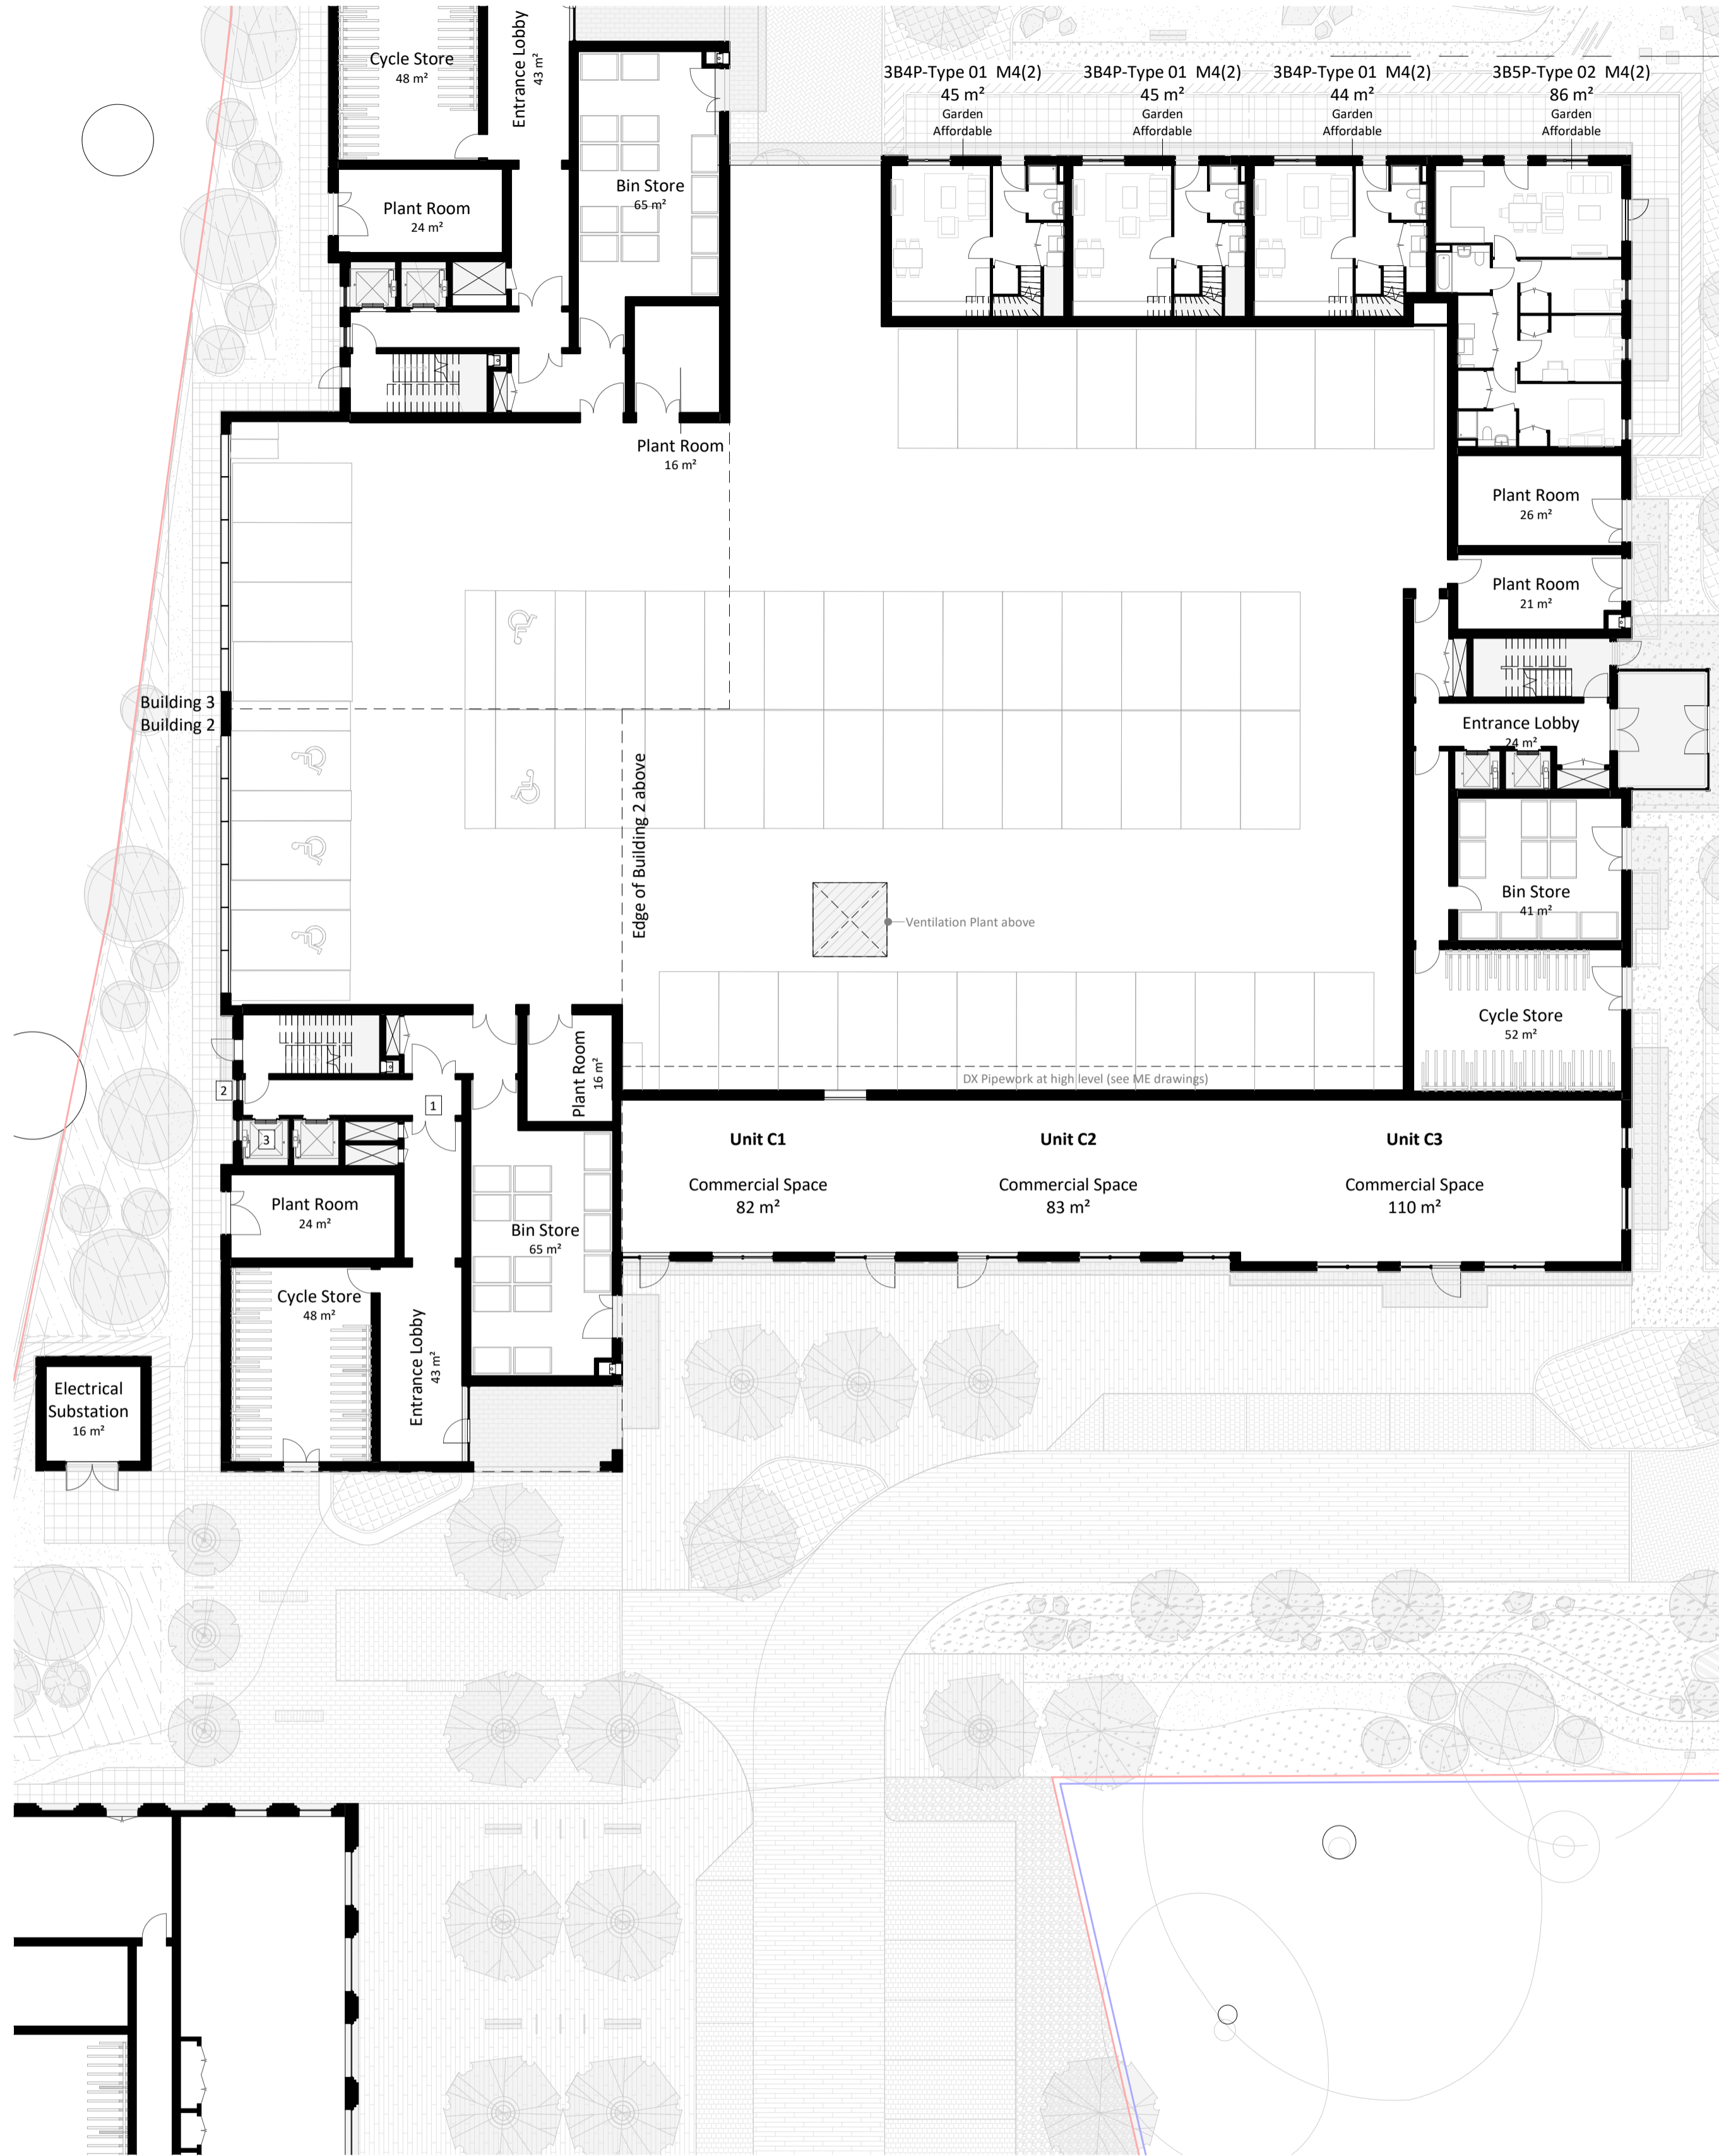 Cycle Store
48 m²
Entrance Lobby
43 m²
3B4P-Type 01 M4(2)
45 m²
Garden
Affordable
3B4P-Type 01 M4(2)
45 m²
Garden
Affordable
3B4P-Type 01 M4(2)
44 m²
Garden
Affordable
3B5P-Type 02 M4(2)
86 m²
Garden
Affordable
Bin Store
65 m²
Plant Room
24 m²
Plant Room
16 m²
Plant Room
26 m²
Plant Room
21 m²
Building 3
Building 2
Entrance Lobby
24 m²
Edge of Building 2 above
Bin Store
41 m²
Ventilation Plant above
Cycle Store
52 m²
Plant Room
16 m²
DX Pipework at high level (see ME drawings)
2
1
3
Unit C1
Commercial Space
82 m²
Unit C2
Commercial Space
83 m²
Unit C3
Commercial Space
110 m²
Plant Room
24 m²
Bin Store
65 m²
Cycle Store
48 m²
Entrance Lobby
43 m²
Electrical
Substation
16 m²